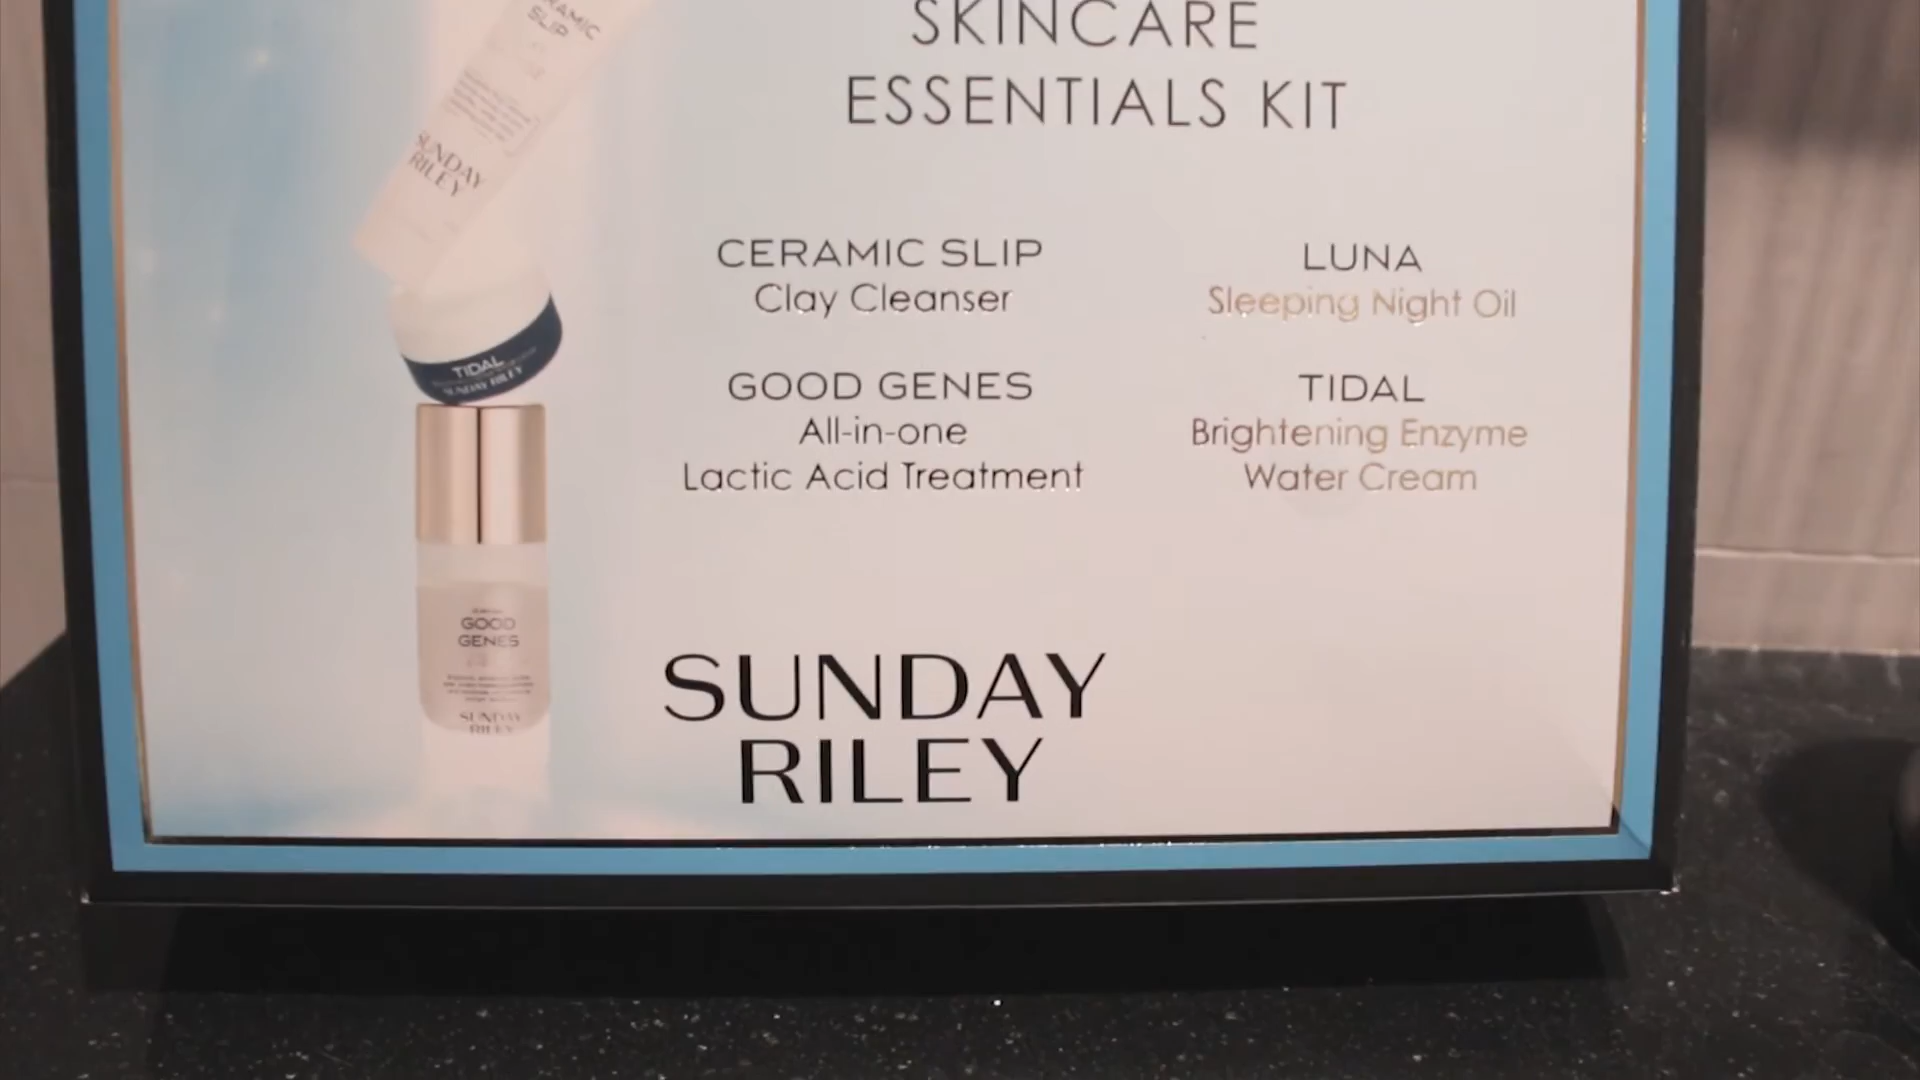 SLIP
SUNDAY
RILEY
TIDAL
SUNDAY RILEY
GOOD
GENES
SUNDAY
RILEY
SKINCARE
ESSENTIALS KIT
CERAMIC SLIP
Clay Cleanser
LUNA
Sleeping Night Oil
GOOD GENES
All-in-one
Lactic Acid Treatment
TIDAL
Brightening Enzyme
Water Cream
SUNDAY
RILEY